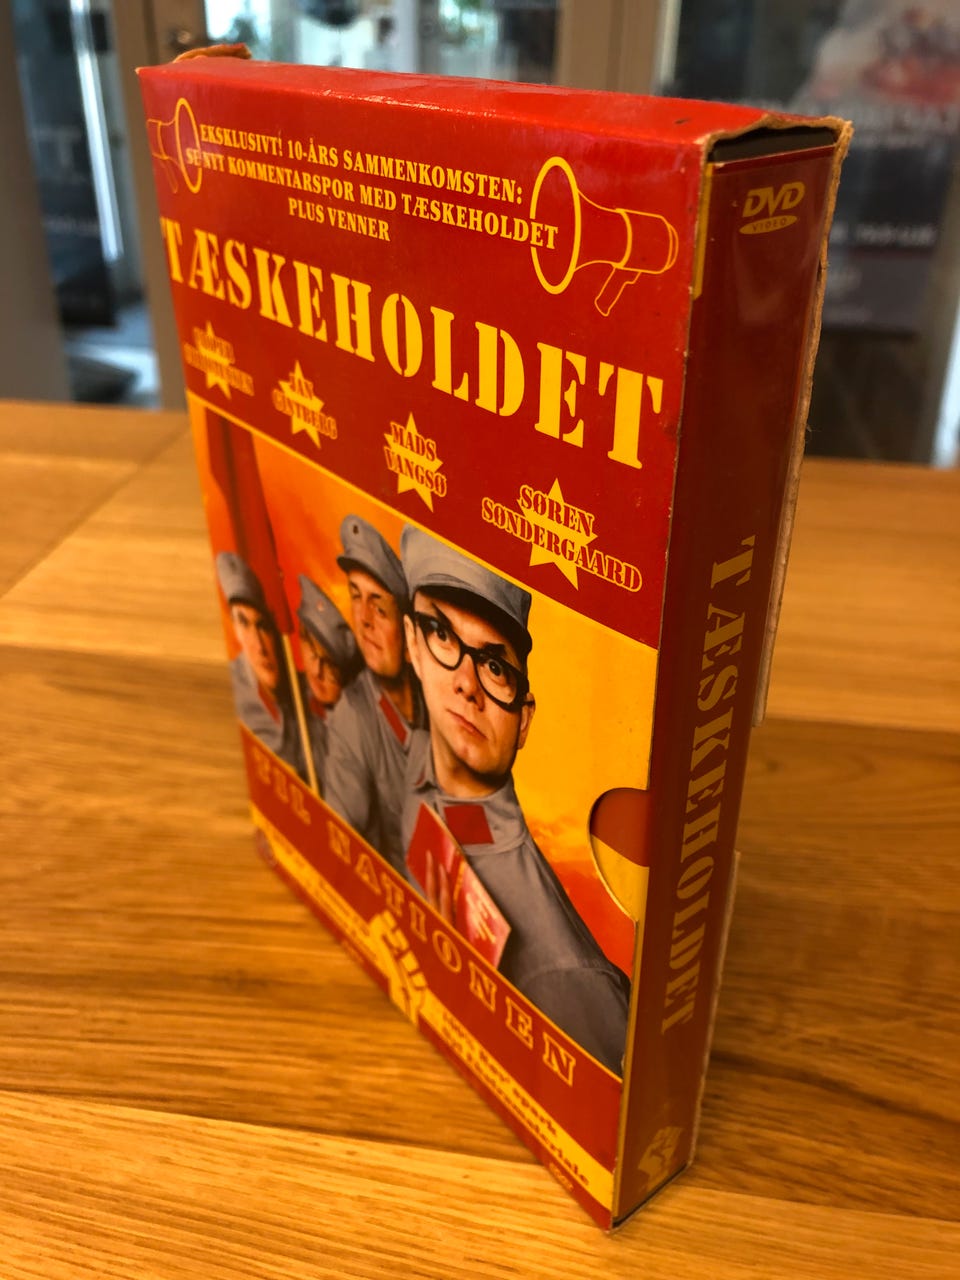 EKSKLUSIVT! 10-ÅRS SAMMENKOMSTEN:
SE NYT KOMMENTARSPOR MED TÆSKEHOLDET
PLUS VENNER
TÆSKEHOLDET
JAN
GINTBERG
MADS
VANGSØ
SØREN
SØNDERGAARD
TIL NATIONEN
DVD
VIDEO
TÆSKEHOLDET